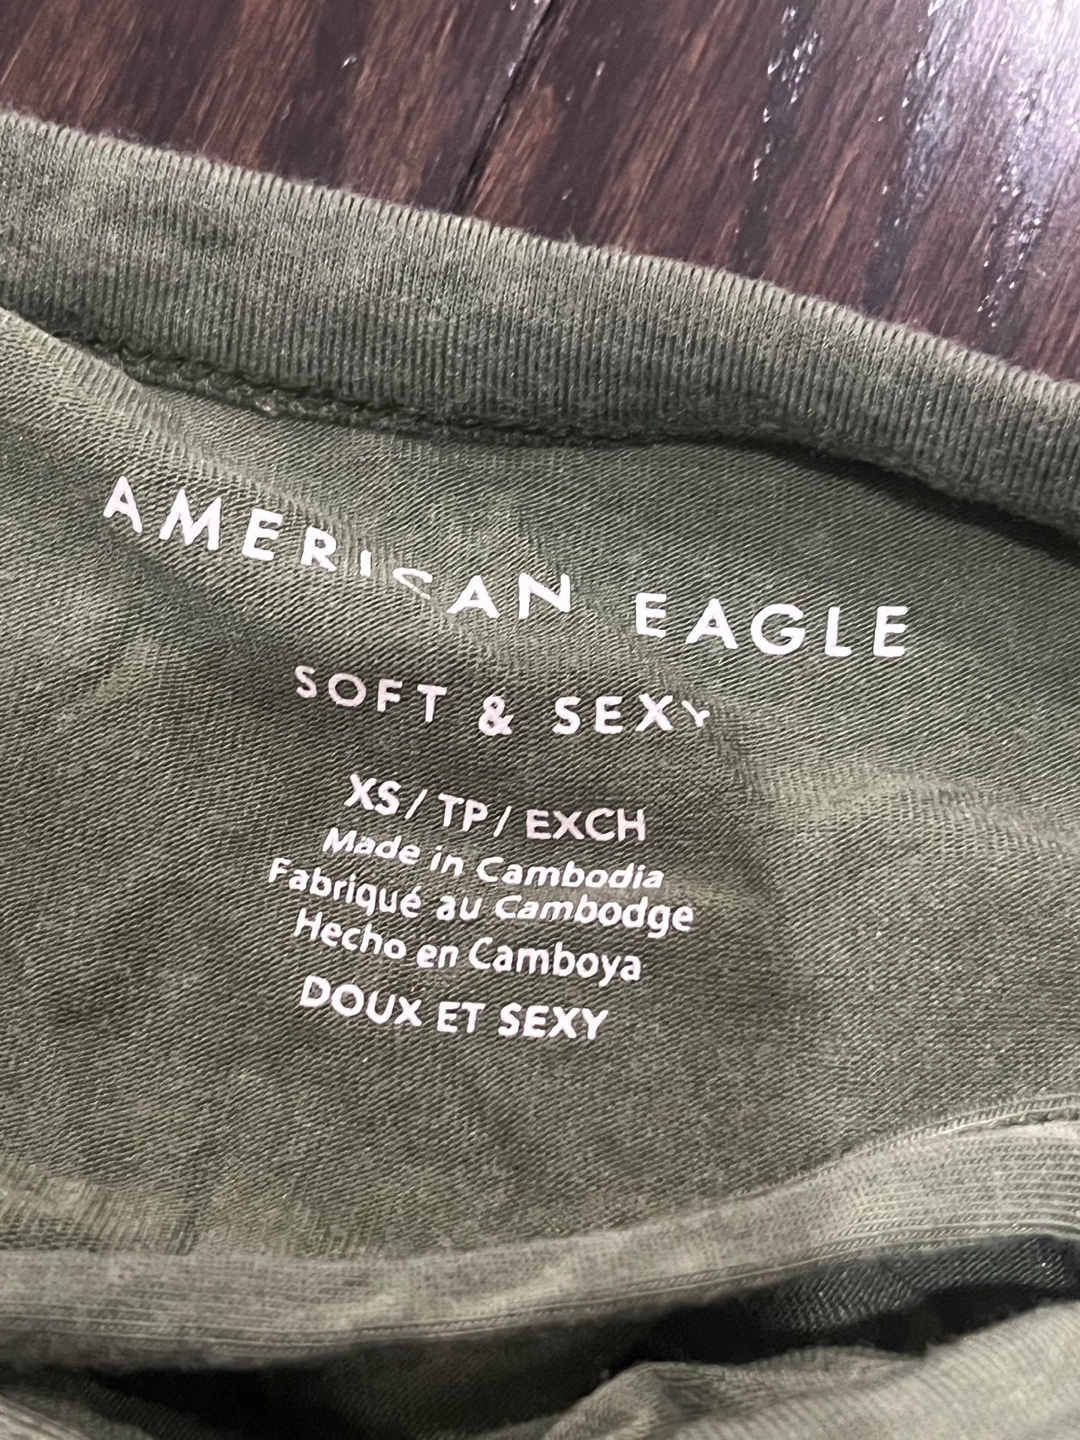 AMERICAN EAGLE
SOFT & SEXY
XS/TP/EXCH
Made in Cambodia
Fabriqué au Cambodge
Hecho en Camboya
DOUX ET SEXY